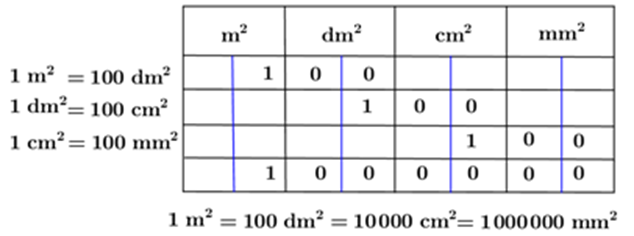 m² dm² cm² mm²
1 m² = 100 dm² 1 0 0
1 dm² = 100 cm² 1 0 0
1 cm² = 100 mm² 1 0 0
1 0 0 0 0 0 0
1 m² = 100 dm² = 10000 cm² = 1000000 mm²